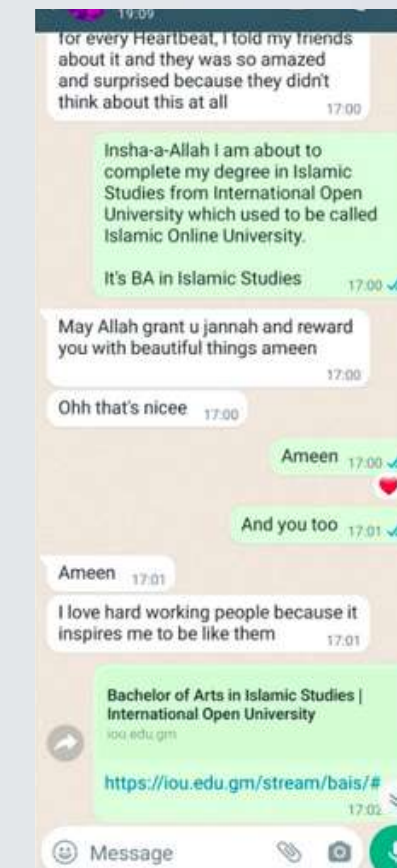 19:09
for every Heartbeat, I told my friends
about it and they was so amazed
and surprised because they didn't
think about this at all
17:00
Insha-a-Allah I am about to
complete my degree in Islamic
Studies from International Open
University which used to be called
Islamic Online University.
It's BA in Islamic Studies
17:00
May Allah grant u jannah and reward
you with beautiful things ameen
17:00
Ohh that's nicee 17:00
Ameen 17:00
And you too 17:01
Ameen 17:01
I love hard working people because it
inspires me to be like them
17:01
Bachelor of Arts in Islamic Studies |
International Open University
iou.edu.gm
https://iou.edu.gm/stream/bais/#
17:02
Message